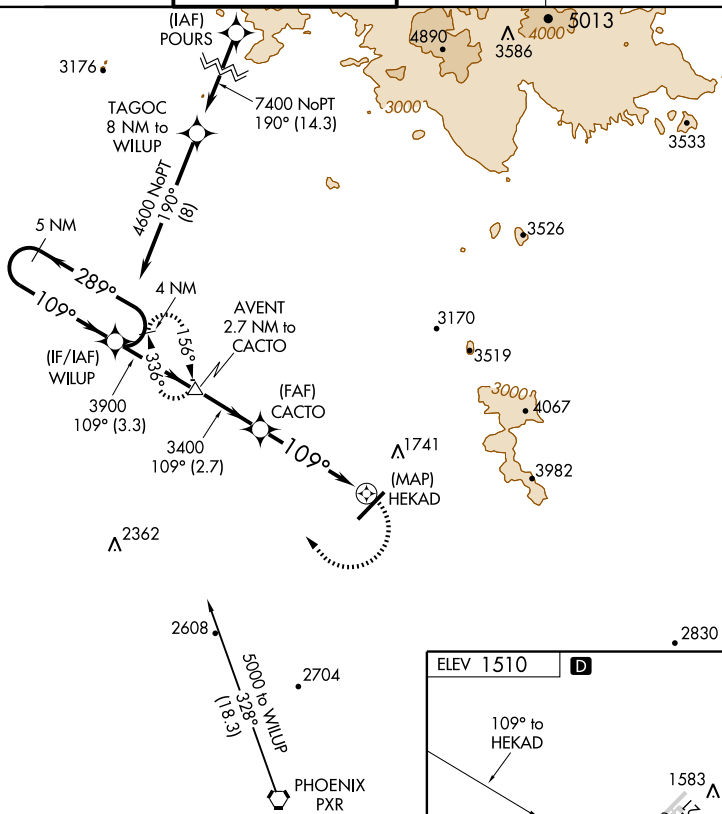 (IAF)
POURS
5013
4890
4000
3586
3176
7400 NoPT
190° (14.3)
3000
TAGOC
8 NM to
WILUP
3533
4600 NoPT
190°
(8)
3526
5 NM
289°
109°
4 NM
AVENT
2.7 NM to
CACTO
3170
3519
156°
336°
(IF/IAF)
WILUP
3900
109° (3.3)
(FAF)
CACTO
3000
4067
3400
109° (2.7)
109°
1741
(MAP)
HEKAD
3982
2362
2608
2830
5000 to WILUP
328°
(18.3)
2704
ELEV 1510 D
109° to
HEKAD
1583
PHOENIX
PXR
21